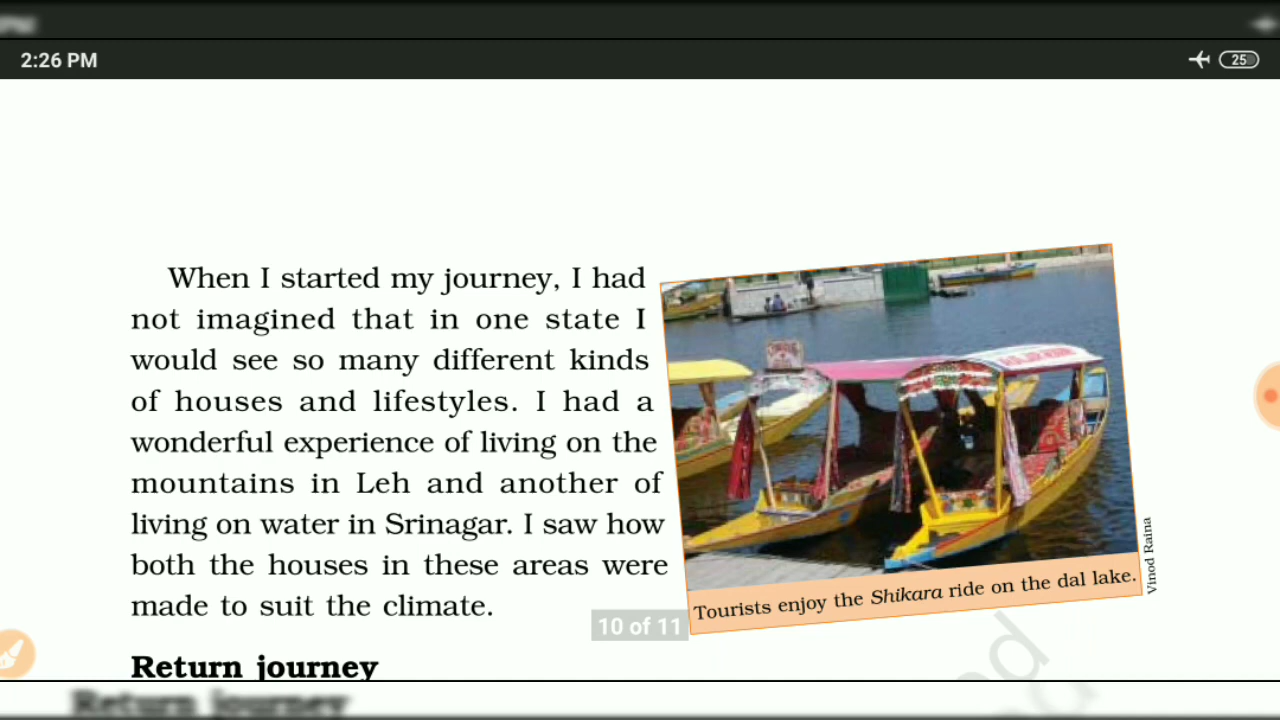 2:26 PM
25
When I started my journey, I had
not imagined that in one state I
would see so many different kinds
of houses and lifestyles. I had a
wonderful experience of living on the
mountains in Leh and another of
living on water in Srinagar. I saw how
both the houses in these areas were
made to suit the climate.
Tourists enjoy the Shikara ride on the dal lake.
Vinod Raina
10 of 11
Return journey
Return journey